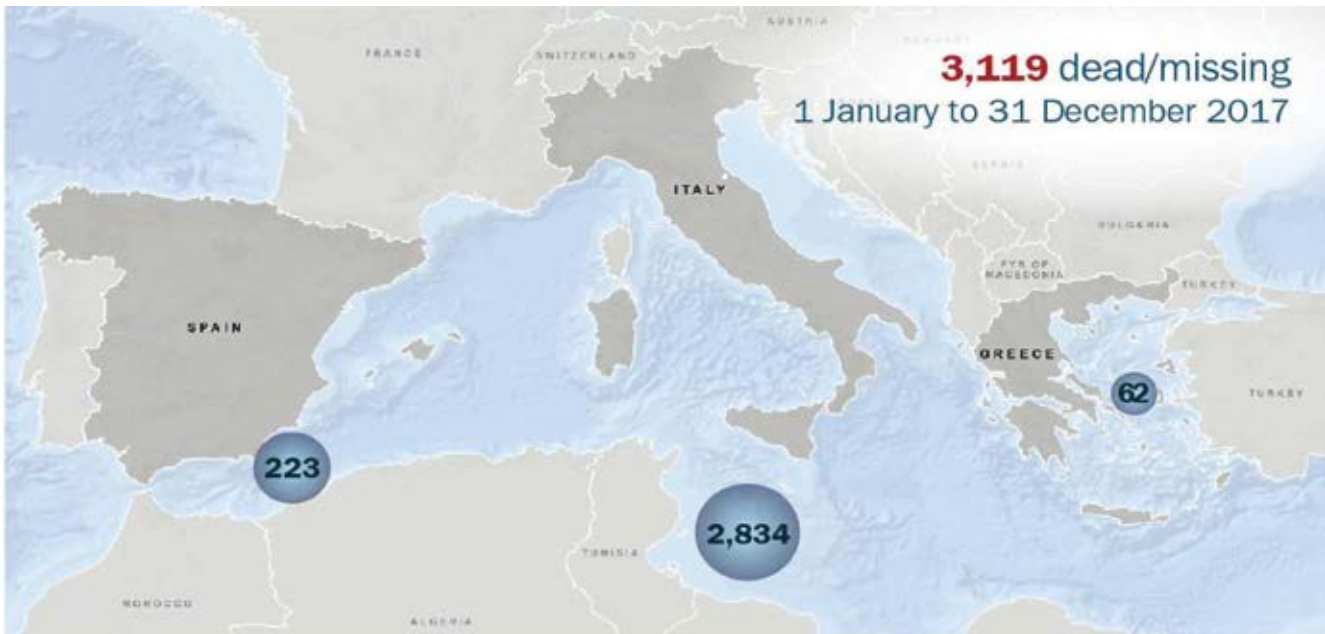 AUSTRIA
FRANCE
SWITZERLAND
3,119 dead/missing
1 January to 31 December 2017
SERBIA
ITALY
BULGARIA
FYR OF
MACEDONIA
TURKEY
SPAIN
GREECE
62
TURKEY
223
2,834
TUNISIA
MOROCCO
ALGERIA